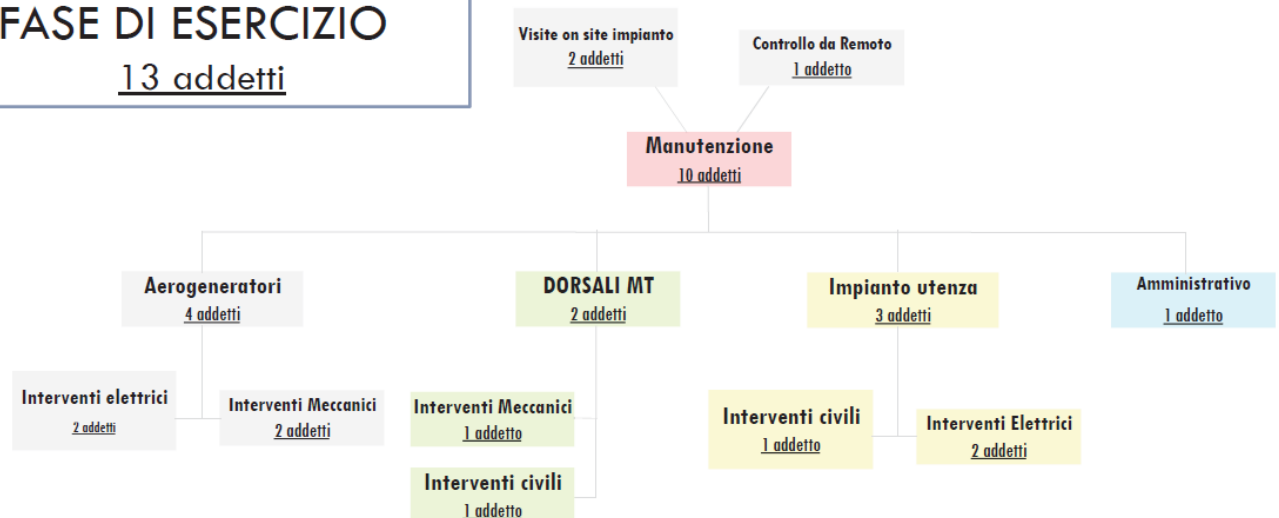 FASE DI ESERCIZIO
13 addetti
Visite on site impianto
2 addetti
Controllo da Remoto
1 addetto
Manutenzione
10 addetti
Aerogeneratori
4 addetti
DORSALI MT
2 addetti
Impianto utenza
3 addetti
Amministrativo
1 addetto
Interventi elettrici
2 addetti
Interventi Meccanici
2 addetti
Interventi Meccanici
1 addetto
Interventi civili
1 addetto
Interventi civili
1 addetto
Interventi Elettrici
2 addetti